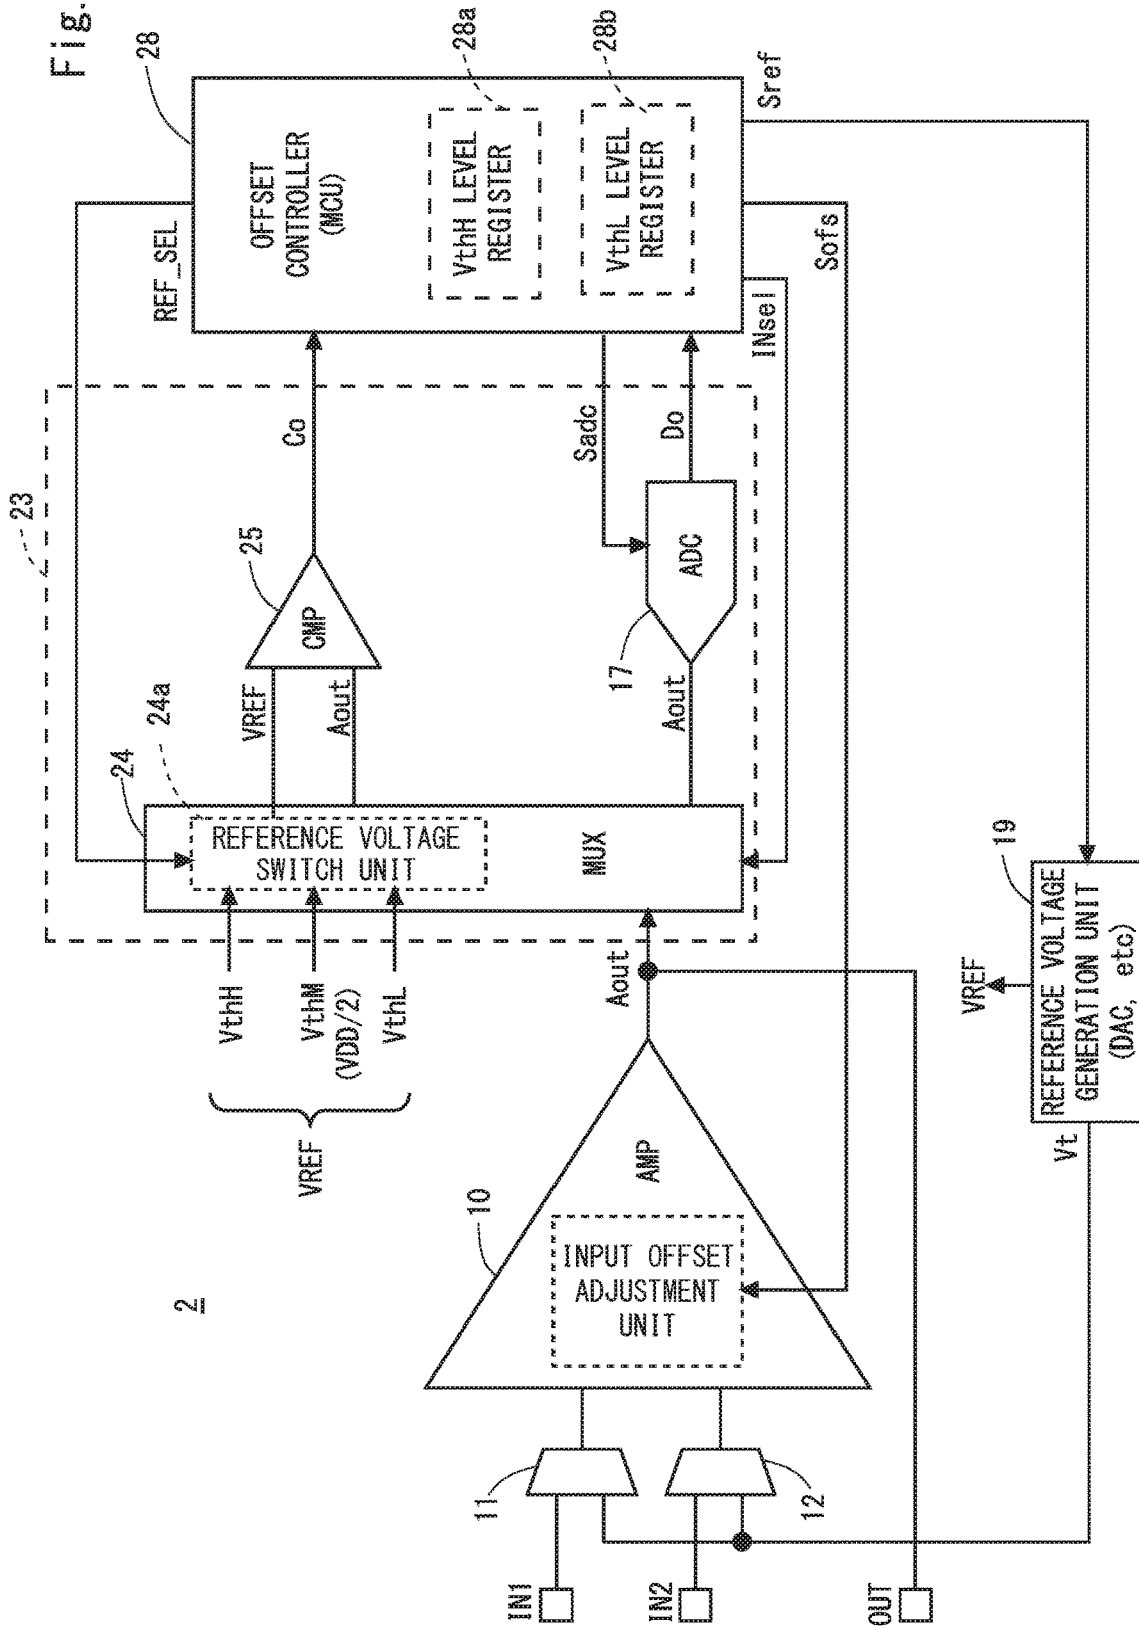 Fig.
2
23
28
REF_SEL
OFFSET
CONTROLLER
(MCU)
28a
VthH LEVEL
REGISTER
28b
VthL LEVEL
REGISTER
Co
25
CMP
VREF
Aout
24
24a
REFERENCE VOLTAGE
SWITCH UNIT
MUX
VthH
VthM
(VDD/2)
VthL
VREF
Sadc
Do
ADC
17
Aout
INsel
Sofs
Sref
Aout
10
AMP
INPUT OFFSET
ADJUSTMENT
UNIT
11
12
IN1
IN2
OUT
19
VREF
REFERENCE VOLTAGE
GENERATION UNIT
(DAC, etc)
Vt